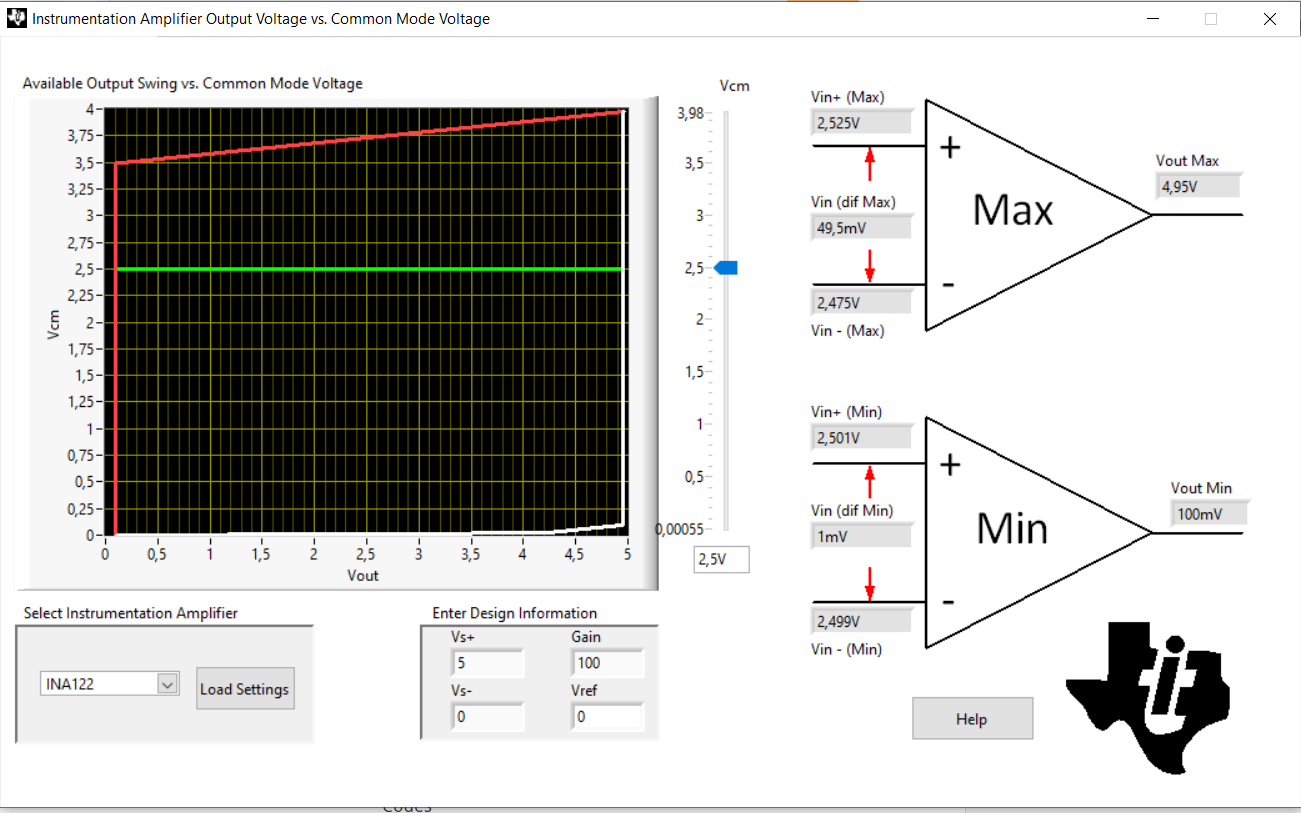 Instrumentation Amplifier Output Voltage vs. Common Mode Voltage
Available Output Swing vs. Common Mode Voltage
Vcm
4
3,75
3,5
3,25
3
2,75
2,5
2,25
2
1,75
1,5
1,25
1
0,75
0,5
0,25
0
0 0,5 1 1,5 2 2,5 3 3,5 4 4,5 5
Vout
Vcm
3,98
3,5
3
2,5
2
1,5
1
0,5
0,00055
2,5V
Vin+ (Max)
2,525V
Vin (dif Max)
49,5mV
2,475V
Vin - (Max)
+
Max
-
Vout Max
4,95V
Vin+ (Min)
2,501V
Vin (dif Min)
1mV
2,499V
Vin - (Min)
+
Min
-
Vout Min
100mV
Select Instrumentation Amplifier
INA122
Load Settings
Enter Design Information
Vs+ Gain
5 100
Vs- Vref
0 0
Help
ti